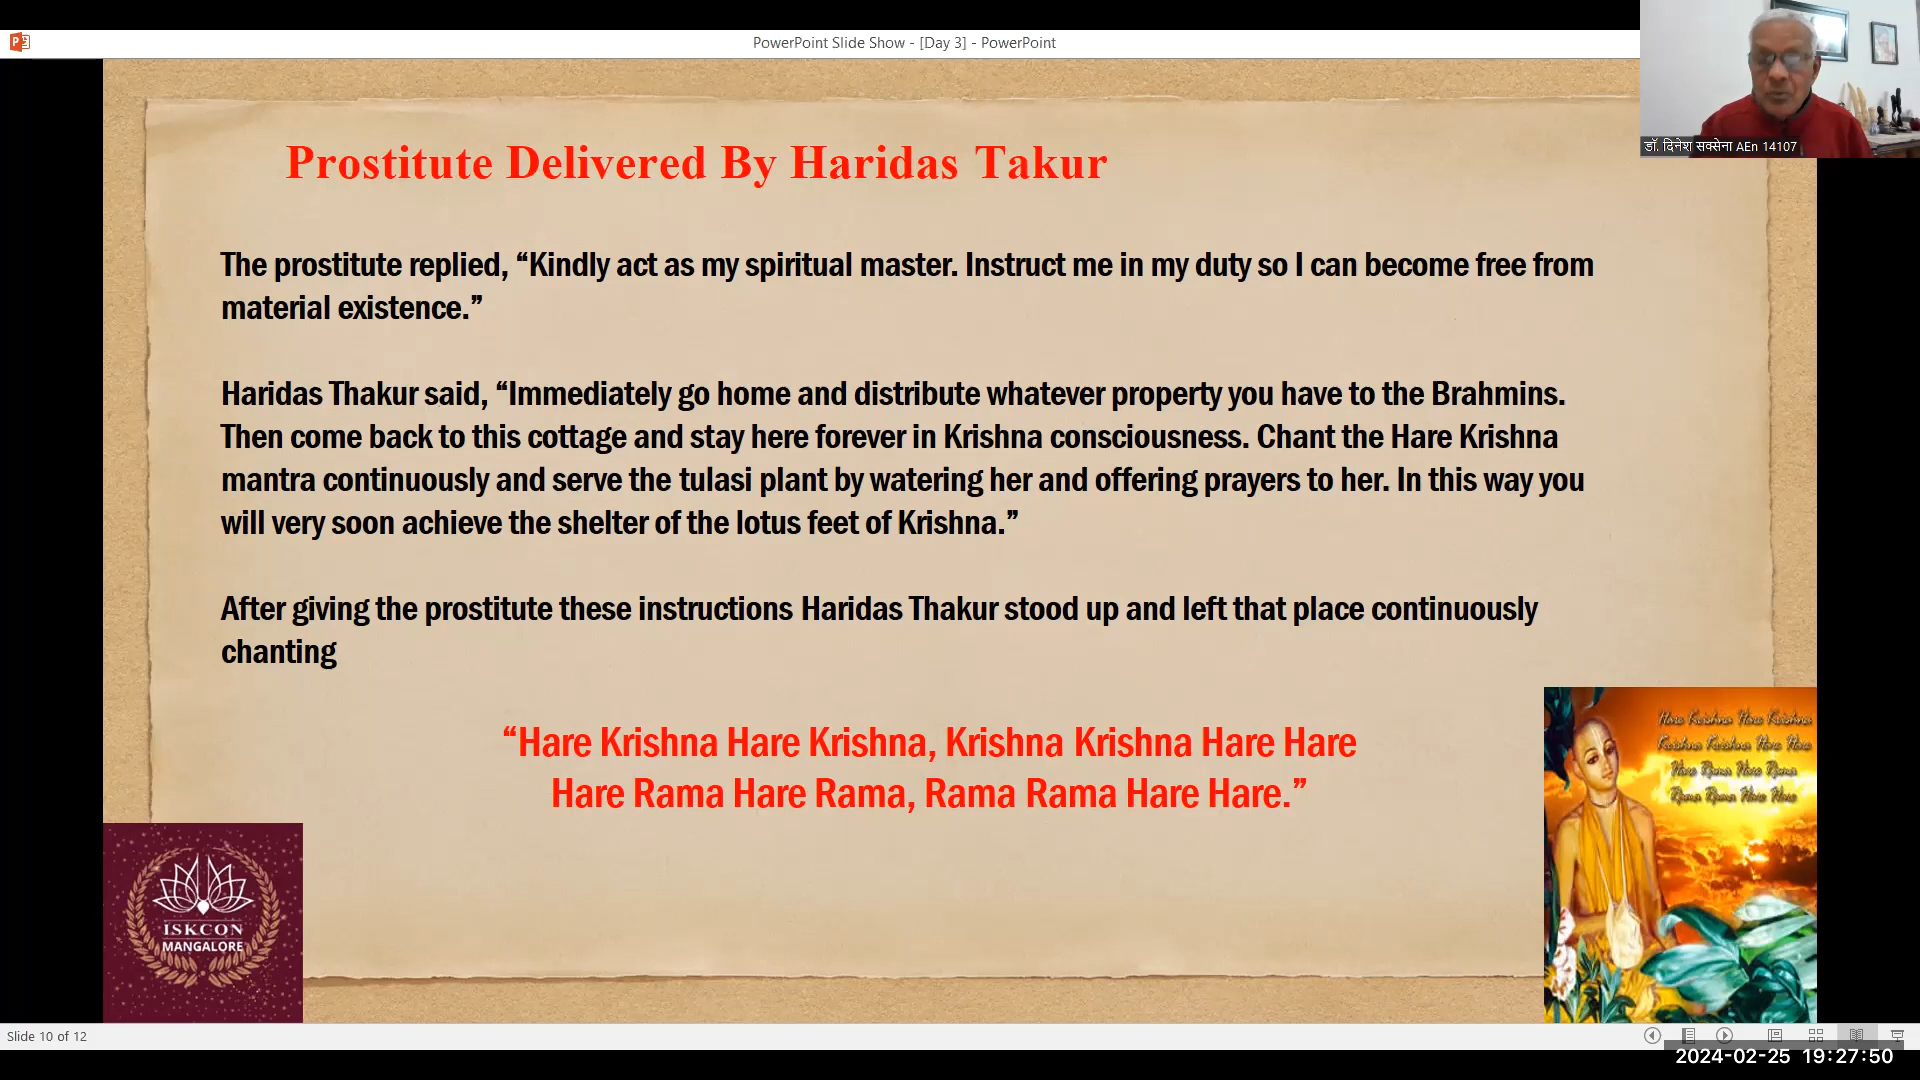 PowerPoint Slide Show - [Day 3] - PowerPoint
डॉ. दिनेश सक्सेना AEn 14107
Prostitute Delivered By Haridas Takur
The prostitute replied, “Kindly act as my spiritual master. Instruct me in my duty so I can become free from
material existence.”
Haridas Thakur said, “Immediately go home and distribute whatever property you have to the Brahmins.
Then come back to this cottage and stay here forever in Krishna consciousness. Chant the Hare Krishna
mantra continuously and serve the tulasi plant by watering her and offering prayers to her. In this way you
will very soon achieve the shelter of the lotus feet of Krishna.”
After giving the prostitute these instructions Haridas Thakur stood up and left that place continuously
chanting
“Hare Krishna Hare Krishna, Krishna Krishna Hare Hare
Hare Rama Hare Rama, Rama Rama Hare Hare.”
Hare Krishna Hare Krishna
Krishna Krishna Hare Hare
Hare Rama Hare Rama
Rama Rama Hare Hare
ISKCON
MANGALORE
Slide 10 of 12
2024-02-25 19:27:50